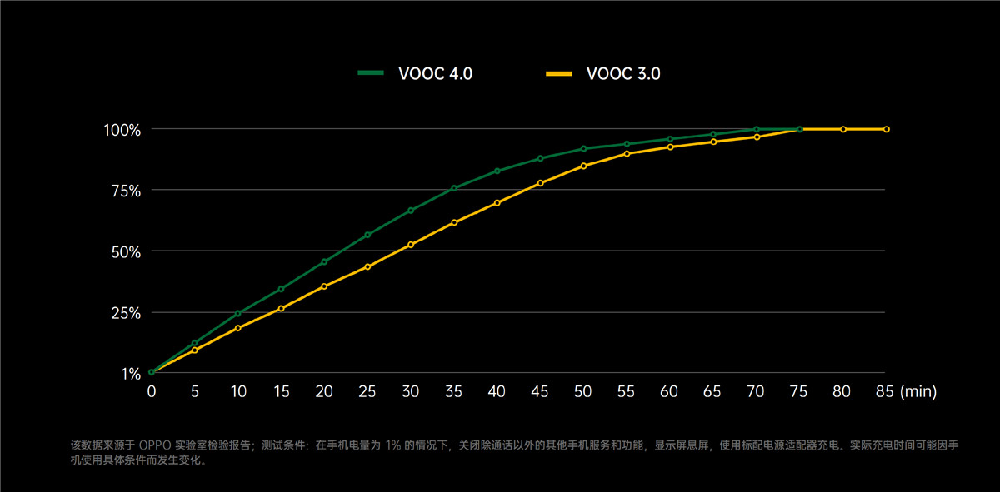 VOOC 4.0 VOOC 3.0
100%
75%
50%
25%
1%
0 5 10 15 20 25 30 35 40 45 50 55 60 65 70 75 80 85 (min)
该数据来源于 OPPO 实验室检验报告；测试条件：在手机电量为 1% 的情况下，关闭除通话以外的其他手机服务和功能，显示屏息屏，使用标配电源适配器充电。实际充电时间可能因手
机使用具体条件而发生变化。